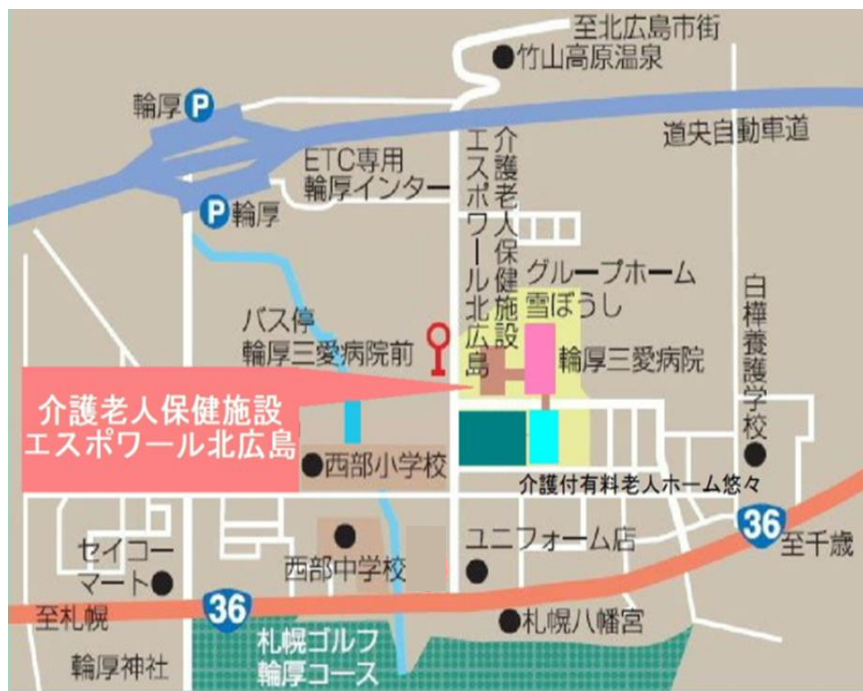 至北広島市街
竹山高原温泉
輪厚
P
道央自動車道
ETC専用
輪厚インター
P
輪厚
介護老人保健施設
エスポワール北広島
グループホーム
雪ぼうし
白樺養護学校
バス停
輪厚三愛病院前
輪厚三愛病院
介護老人保健施設
エスポワール北広島
西部小学校
介護付有料老人ホーム悠々
36
至千歳
セイコー
マート
西部中学校
ユニフォーム店
36
至札幌
札幌ゴルフ
輪厚コース
札幌八幡宮
輪厚神社